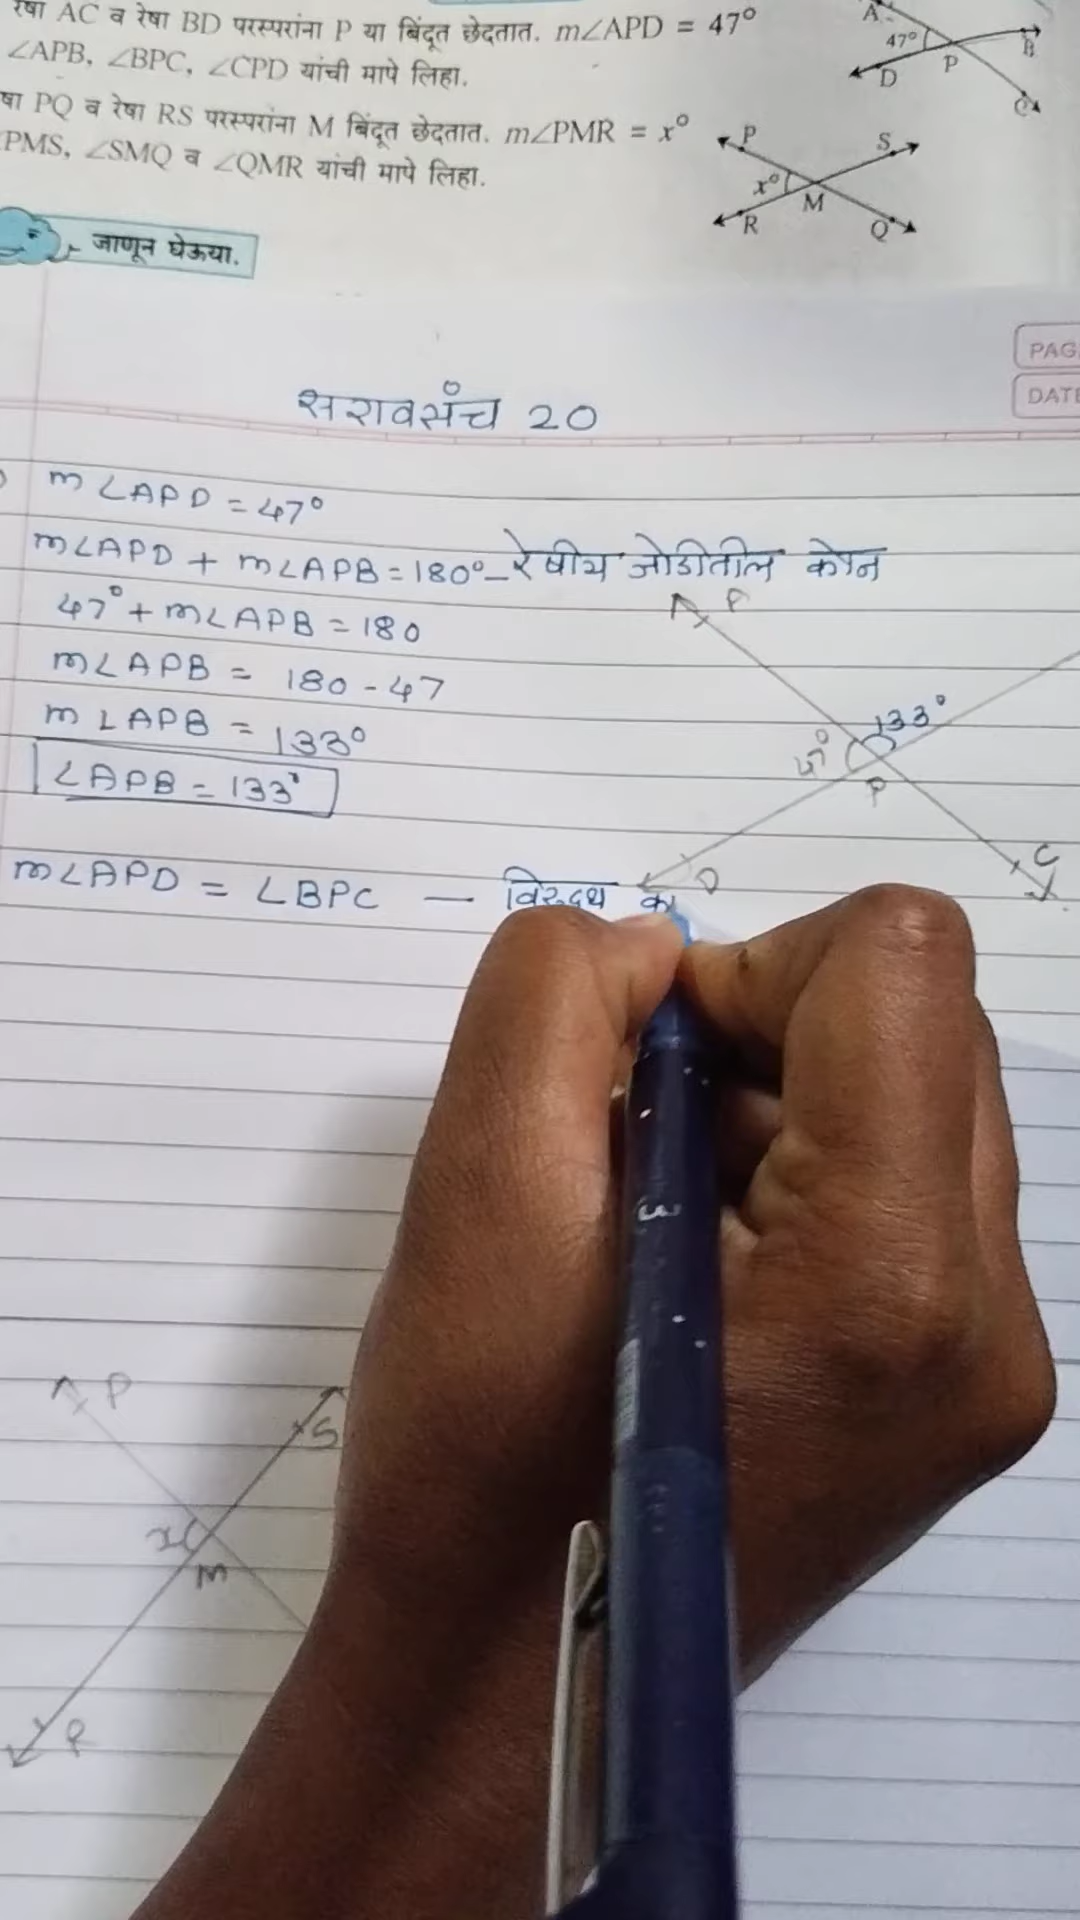 रेषा AC व रेषा BD परस्परांना P या बिंदूत छेदतात. m∠APD = 47°
∠APB, ∠BPC, ∠CPD यांची मापे लिहा.
A
47°
B
D
P
C
षा PQ व रेषा RS परस्परांना M बिंदूत छेदतात. m∠PMR = x°
PMS, ∠SMQ व ∠QMR यांची मापे लिहा.
P
S
x°
M
R
Q
जाणून घेऊया.
PAG
DATE
सरावसंच 20
m∠APD = 47°
m∠APD + m∠APB = 180° – रेषीय जोडीतील कोन
47° + m∠APB = 180
m∠APB = 180 - 47
m∠APB = 133°
∠APB = 133°
133°
47°
P
C
D
m∠APD = ∠BPC — विरुद्ध
P
S
x
M
R